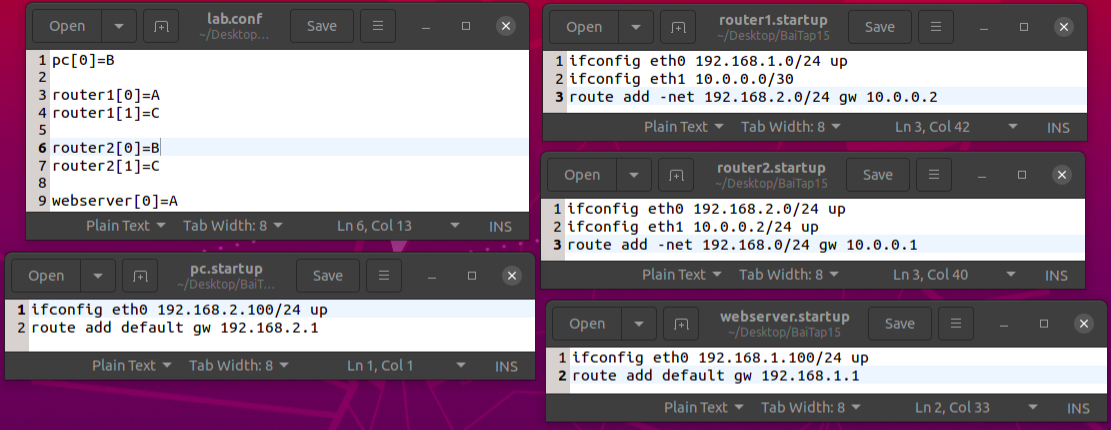 Open
lab.conf
~/Desktop...
Save
1 pc[0]=B
2
3 router1[0]=A
4 router1[1]=C
5
6 router2[0]=B
7 router2[1]=C
8
9 webserver[0]=A
Plain Text Tab Width: 8 Ln 6, Col 13 INS
Open
pc.startup
~/Desktop/BaiT...
Save
1 ifconfig eth0 192.168.2.100/24 up
2 route add default gw 192.168.2.1
Plain Text Tab Width: 8 Ln 1, Col 1 INS
Open
router1.startup
~/Desktop/BaiTap15
Save
1 ifconfig eth0 192.168.1.0/24 up
2 ifconfig eth1 10.0.0.0/30
3 route add -net 192.168.2.0/24 gw 10.0.0.2
Plain Text Tab Width: 8 Ln 3, Col 42 INS
Open
router2.startup
~/Desktop/BaiTap15
Save
1 ifconfig eth0 192.168.2.0/24 up
2 ifconfig eth1 10.0.0.2/24 up
3 route add -net 192.168.0/24 gw 10.0.0.1
Plain Text Tab Width: 8 Ln 3, Col 40 INS
Open
webserver.startup
~/Desktop/BaiTap15
Save
1 ifconfig eth0 192.168.1.100/24 up
2 route add default gw 192.168.1.1
Plain Text Tab Width: 8 Ln 2, Col 33 INS